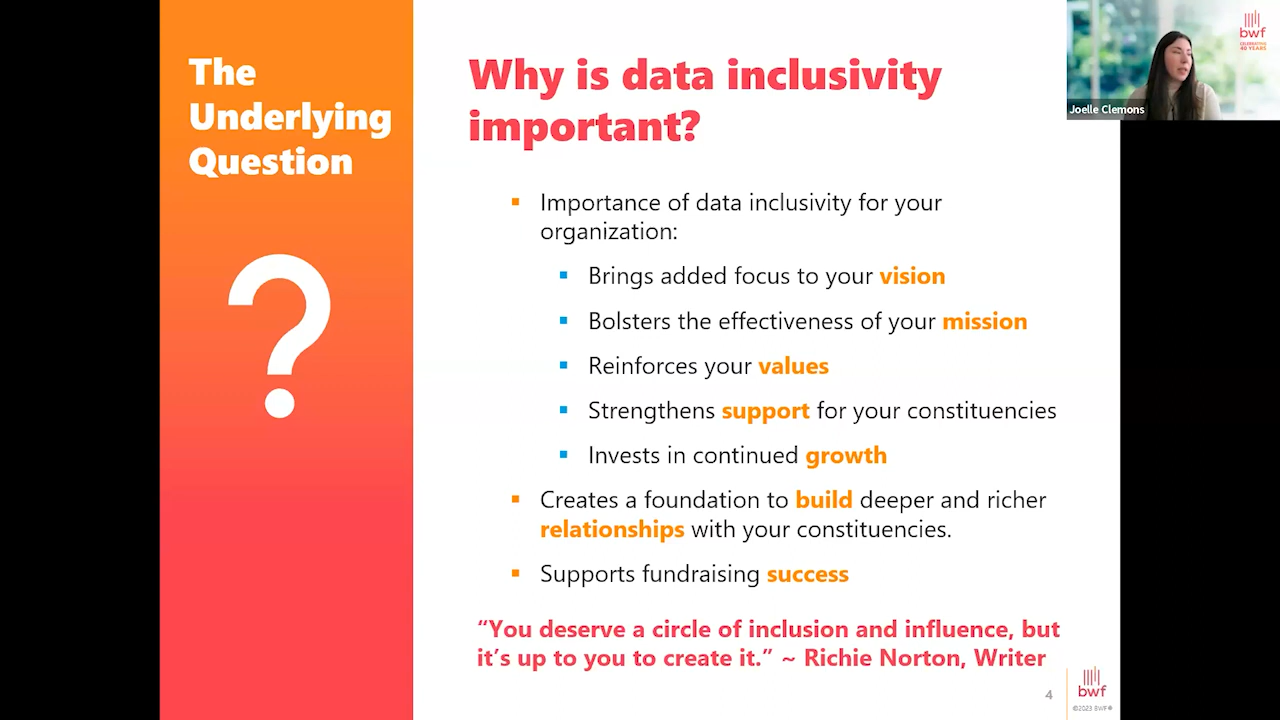 The
Underlying
Question
?
Why is data inclusivity
important?
Importance of data inclusivity for your
organization:
Brings added focus to your vision
Bolsters the effectiveness of your mission
Reinforces your values
Strengthens support for your constituencies
Invests in continued growth
Creates a foundation to build deeper and richer
relationships with your constituencies.
Supports fundraising success
“You deserve a circle of inclusion and influence, but
it’s up to you to create it.” ~ Richie Norton, Writer
4
bwf
©2023 BWF
bwf
CELEBRATING
40 YEARS
Joelle Clemons